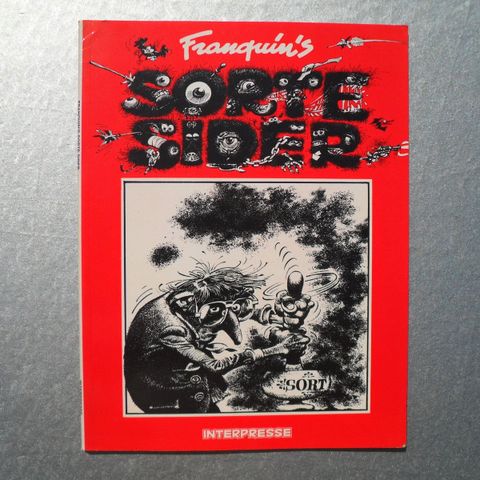 Franquin's
SORTE
SIDER
SORT
INTERPRESSE